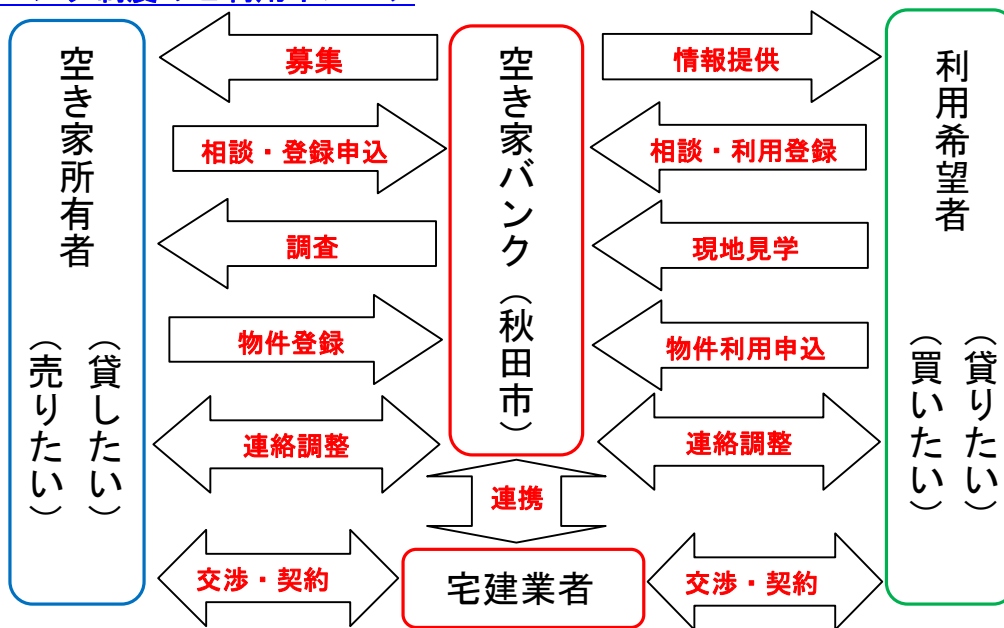 空き家所有者
（貸したい）
（売りたい）
募集
相談・登録申込
調査
物件登録
連絡調整
交渉・契約
空き家バンク（秋田市）
連携
宅建業者
情報提供
相談・利用登録
現地見学
物件利用申込
連絡調整
交渉・契約
利用希望者
（貸りたい）
（買いたい）